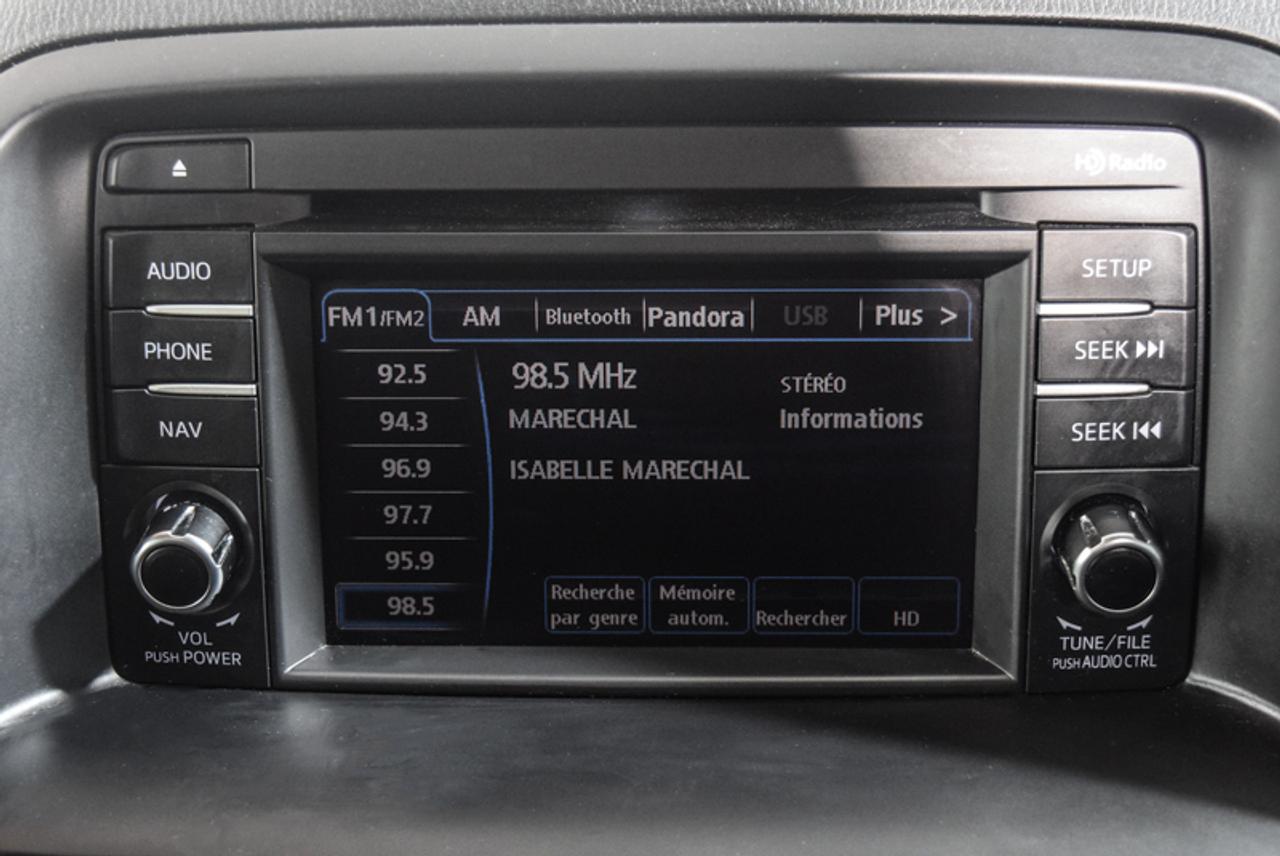 HD Radio
AUDIO
PHONE
NAV
VOL
PUSH POWER
FM1/FM2 AM Bluetooth Pandora USB Plus >
92.5
94.3
96.9
97.7
95.9
98.5
98.5 MHz STÉRÉO
MARECHAL Informations
ISABELLE MARECHAL
Recherche
par genre
Mémoire
autom.
Rechercher
HD
SETUP
SEEK
SEEK
TUNE/FILE
PUSH AUDIO CTRL